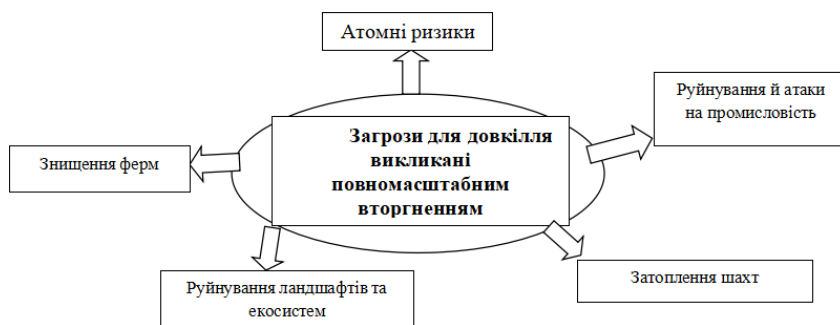 Атомні ризики
Руйнування й атаки
на промисловість
Загрози для довкілля
викликані
повномасштабним
вторгненням
Знищення ферм
Затоплення шахт
Руйнування ландшафтів та
екосистем